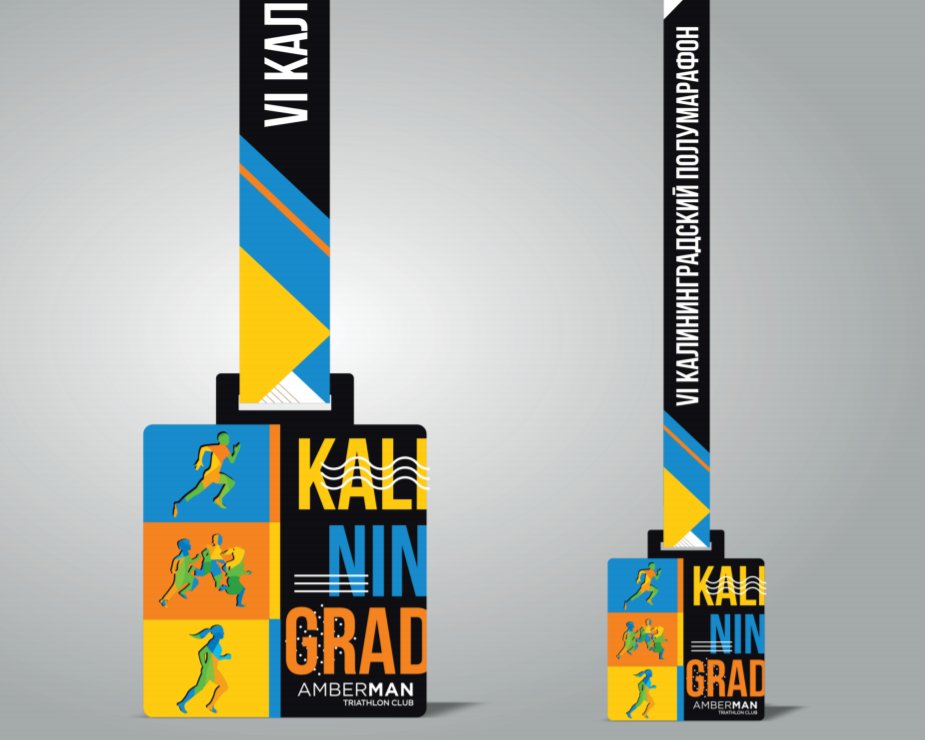 VI КАЛ
KALI
NIN
GRAD
AMBERMAN
TRIATHLON CLUB
VI КАЛИНИНГРАДСКИЙ ПОЛУМАРАФОН
KALI
NIN
GRAD
AMBERMAN
TRIATHLON CLUB